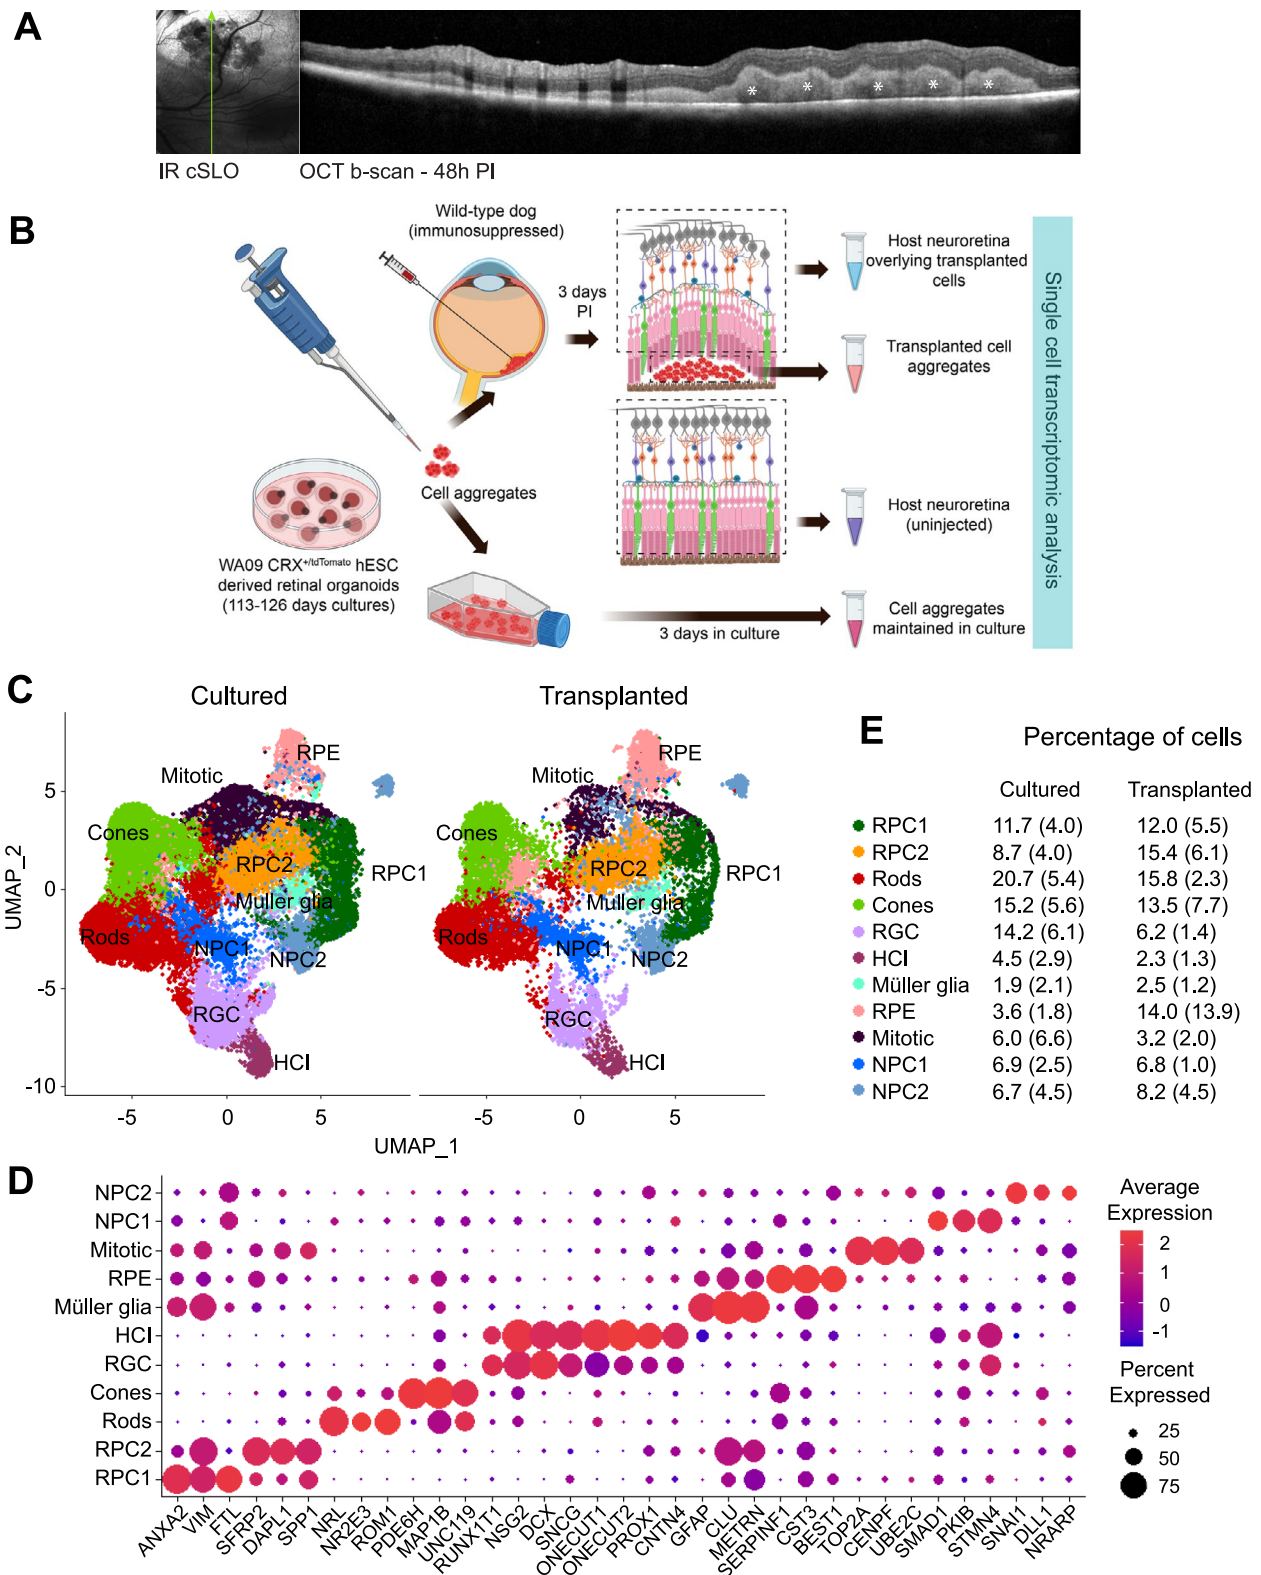 A
* * * * *
IR cSLO OCT b-scan - 48h PI
B
Wild-type dog
(immunosuppressed)
3 days
PI
Host neuroretina
overlying transplanted
cells
Transplanted cell
aggregates
Cell aggregates
WA09 CRX+/tdTomato hESC
derived retinal organoids
(113-126 days cultures)
Host neuroretina
(uninjected)
3 days in culture
Cell aggregates
maintained in culture
Single cell transcriptomic analysis
C
Cultured Transplanted
UMAP_2
5
0
-5
-10
RPE
Mitotic
Cones
RPC2
RPC1
Muller glia
Rods
NPC1
NPC2
RGC
HCI
RPE
Mitotic
Cones
RPC2
RPC1
Muller glia
Rods
NPC1
NPC2
RGC
HCI
-5 0 5 -5 0 5
UMAP_1
E
Percentage of cells
Cultured Transplanted
RPC1 11.7 (4.0) 12.0 (5.5)
RPC2 8.7 (4.0) 15.4 (6.1)
Rods 20.7 (5.4) 15.8 (2.3)
Cones 15.2 (5.6) 13.5 (7.7)
RGC 14.2 (6.1) 6.2 (1.4)
HCI 4.5 (2.9) 2.3 (1.3)
Müller glia 1.9 (2.1) 2.5 (1.2)
RPE 3.6 (1.8) 14.0 (13.9)
Mitotic 6.0 (6.6) 3.2 (2.0)
NPC1 6.9 (2.5) 6.8 (1.0)
NPC2 6.7 (4.5) 8.2 (4.5)
D
NPC2
NPC1
Mitotic
RPE
Müller glia
HCI
RGC
Cones
Rods
RPC2
RPC1
ANXA2 VIM FTL SFRP2 DAPL1 SPP1 NRL NR2E3 ROM1 PDE6H MAP1B UNC119 RUNX1T1 NSG2 DCX SNCG ONECUT1 ONECUT2 PROX1 CNTN4 GFAP CLU METRN SERPINF1 CST3 BEST1 TOP2A CENPF UBE2C SMAD1 PKIB STMN4 SNAI1 DLL1 NRARP
Average
Expression
2
1
0
-1
Percent
Expressed
25
50
75